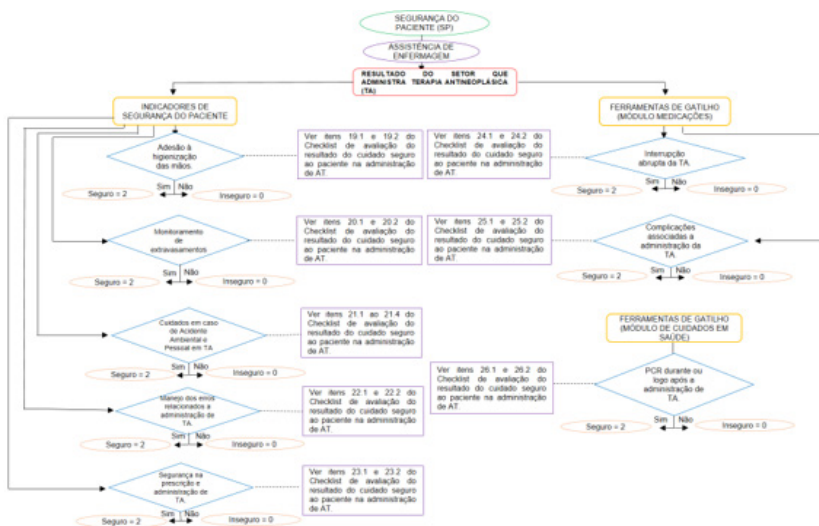 SEGURANÇA DO
PACIENTE (SP)
ASSISTÊNCIA DE
ENFERMAGEM
RESULTADO DO SETOR QUE
ADMINISTRA TERAPIA ANTINEOPLÁSICA
(TA)
INDICADORES DE
SEGURANÇA DO PACIENTE
Adesão à
higienização
das mãos.
Sim Não
Seguro = 2
Inseguro = 0
Ver itens 19.1 e 19.2 do
Checklist de avaliação do
resultado do cuidado seguro
ao paciente na administração
de AT.
Monitoramento
de
extravasamentos
Sim Não
Seguro = 2
Inseguro = 0
Ver itens 20.1 e 20.2 do
Checklist de avaliação do
resultado do cuidado seguro
ao paciente na administração
de AT.
Cuidados em caso
de Acidente
Ambiental e
Pessoal em TA
Sim Não
Seguro = 2
Inseguro = 0
Ver itens 21.1 ao 21.4 do
Checklist de avaliação do
resultado do cuidado seguro
ao paciente na administração
de AT.
Manejo dos erros
relacionados a
administração de
TA.
Sim Não
Seguro = 2
Inseguro = 0
Ver itens 22.1 e 22.2 do
Checklist de avaliação do
resultado do cuidado seguro
ao paciente na administração
de AT.
Segurança na
prescrição e
administração de
TA.
Sim Não
Seguro = 2
Inseguro = 0
Ver itens 23.1 e 23.2 do
Checklist de avaliação do
resultado do cuidado seguro
ao paciente na administração
de AT.
FERRAMENTAS DE GATILHO
(MÓDULO MEDICAÇÕES)
Ver itens 24.1 e 24.2 do
Checklist de avaliação do
resultado do cuidado seguro
ao paciente na administração
de AT.
Interrupção
abrupta da TA.
Sim Não
Seguro = 2
Inseguro = 0
Ver itens 25.1 e 25.2 do
Checklist de avaliação do
resultado do cuidado seguro
ao paciente na administração
de AT.
Complicações
associadas a
administração da
TA
Sim Não
Seguro = 2
Inseguro = 0
FERRAMENTAS DE GATILHO
(MÓDULO DE CUIDADOS EM
SAÚDE)
Ver itens 26.1 e 26.2 do
Checklist de avaliação do
resultado do cuidado seguro
ao paciente na administração
de AT.
PCR durante ou
logo após a
administração de
TA.
Sim Não
Seguro = 2
Inseguro = 0